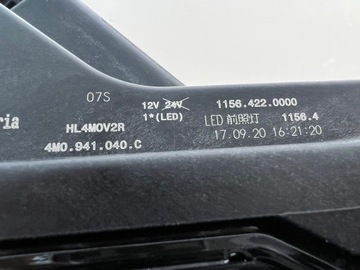 07S
12V 24V
1*(LED)
1156.422.0000
LED 前照灯 1156.4
17.09.20 16:21:20
ria
HL4M0V2R
4M0.941.040.C